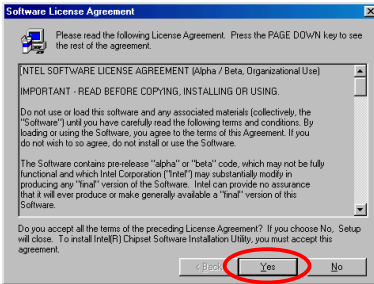 Software License Agreement
Please read the following License Agreement. Press the PAGE DOWN key to see
the rest of the agreement.
INTEL SOFTWARE LICENSE AGREEMENT (Alpha / Beta, Organizational Use)
IMPORTANT - READ BEFORE COPYING, INSTALLING OR USING.
Do not use or load this software and any associated materials (collectively, the
"Software") until you have carefully read the following terms and conditions. By
loading or using the Software, you agree to the terms of this Agreement. If you
do not wish to so agree, do not install or use the Software.
The Software contains pre-release "alpha" or "beta" code, which may not be fully
functional and which Intel Corporation ("Intel") may substantially modify in
producing any "final" version of the Software. Intel can provide no assurance
that it will ever produce or make generally available a "final" version of this
Software.
Do you accept all the terms of the preceding License Agreement? If you choose No, Setup
will close. To install Intel(R) Chipset Software Installation Utility, you must accept this
agreement.
< Back Yes No